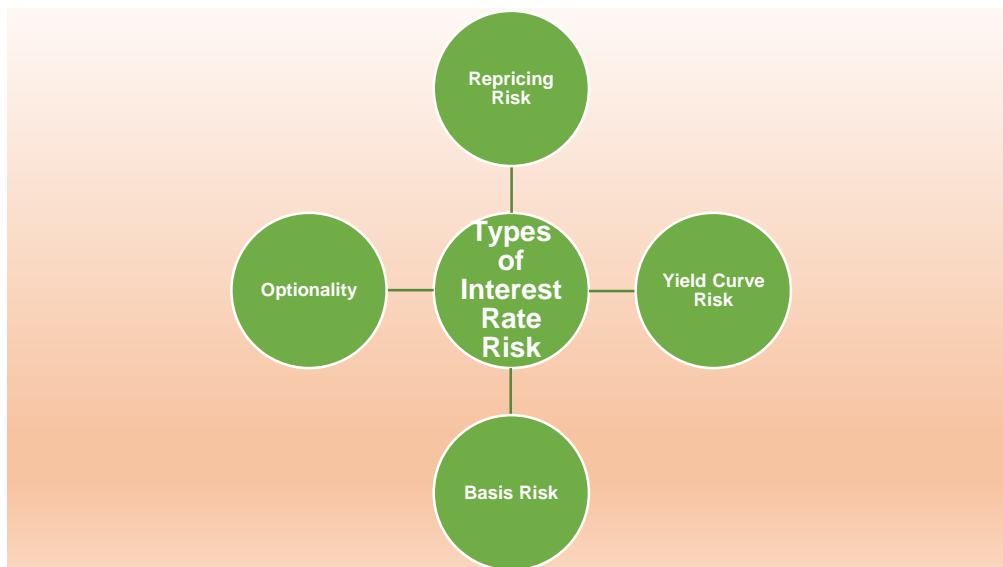 Repricing
Risk
Types
of
Interest
Rate
Risk
Optionality
Yield Curve
Risk
Basis Risk